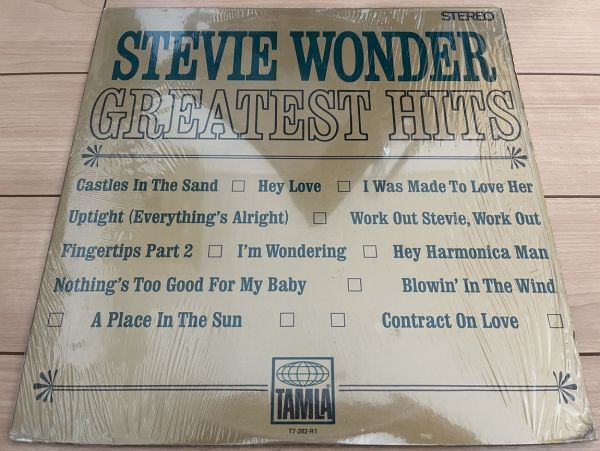 STEREO
STEVIE WONDER
GREATEST HITS
Castles In The Sand □ Hey Love □ I Was Made To Love Her
Uptight (Everything's Alright) □ Work Out Stevie, Work Out
Fingertips Part 2 □ I'm Wondering □ Hey Harmonica Man
Nothing's Too Good For My Baby □ Blowin' In The Wind
□ A Place In The Sun □ □ Contract On Love □
TAMLA
T7-282-R1